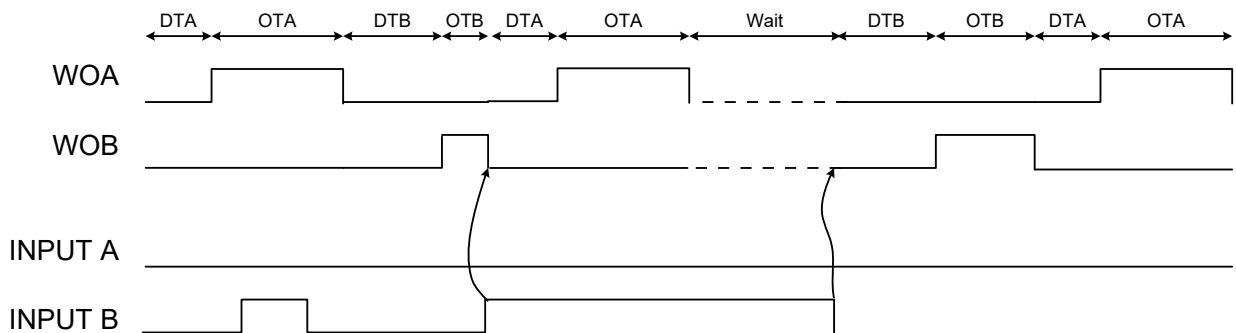 DTA OTA DTB OTB DTA OTA Wait DTB OTB DTA OTA
WOA
WOB
INPUT A
INPUT B